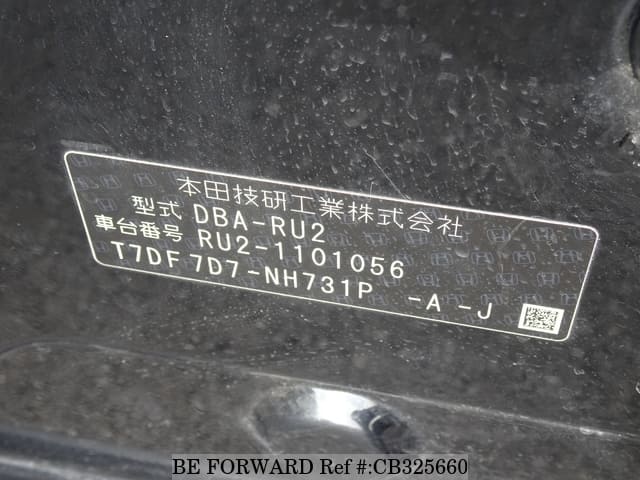 本田技研工業株式会社
型式 DBA-RU2
車台番号 RU2-1101056
T7DF 7D7-NH731P -A-J
BE FORWARD Ref #:CB325660